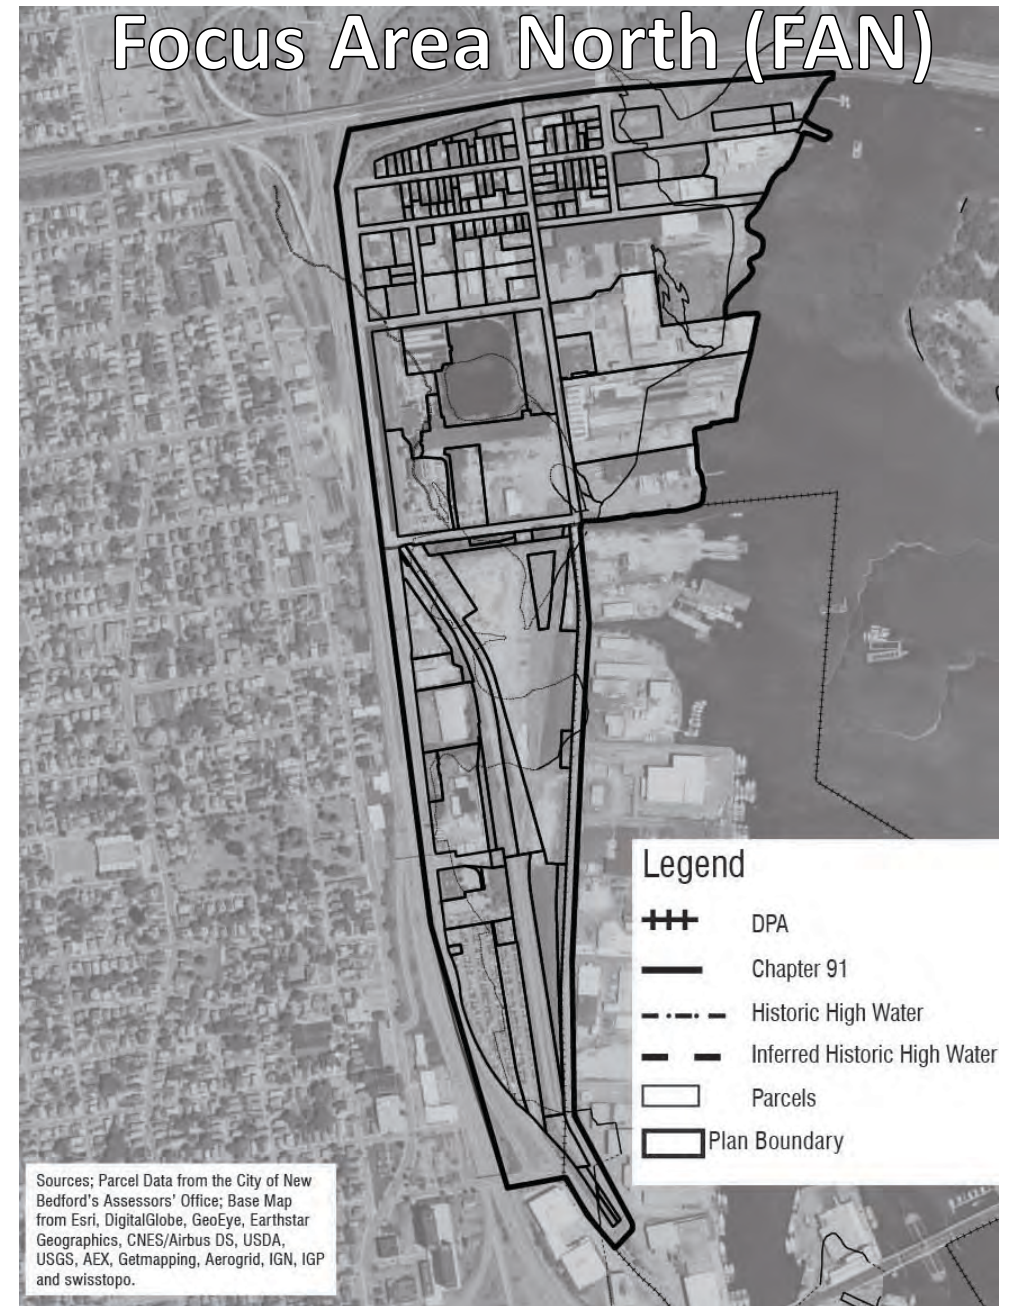 Focus Area North (FAN)
Legend
DPA
Chapter 91
Historic High Water
Inferred Historic High Water
Parcels
Plan Boundary
Sources; Parcel Data from the City of New
Bedford's Assessors' Office; Base Map
from Esri, DigitalGlobe, GeoEye, Earthstar
Geographics, CNES/Airbus DS, USDA,
USGS, AEX, Getmapping, Aerogrid, IGN, IGP
and swisstopo.